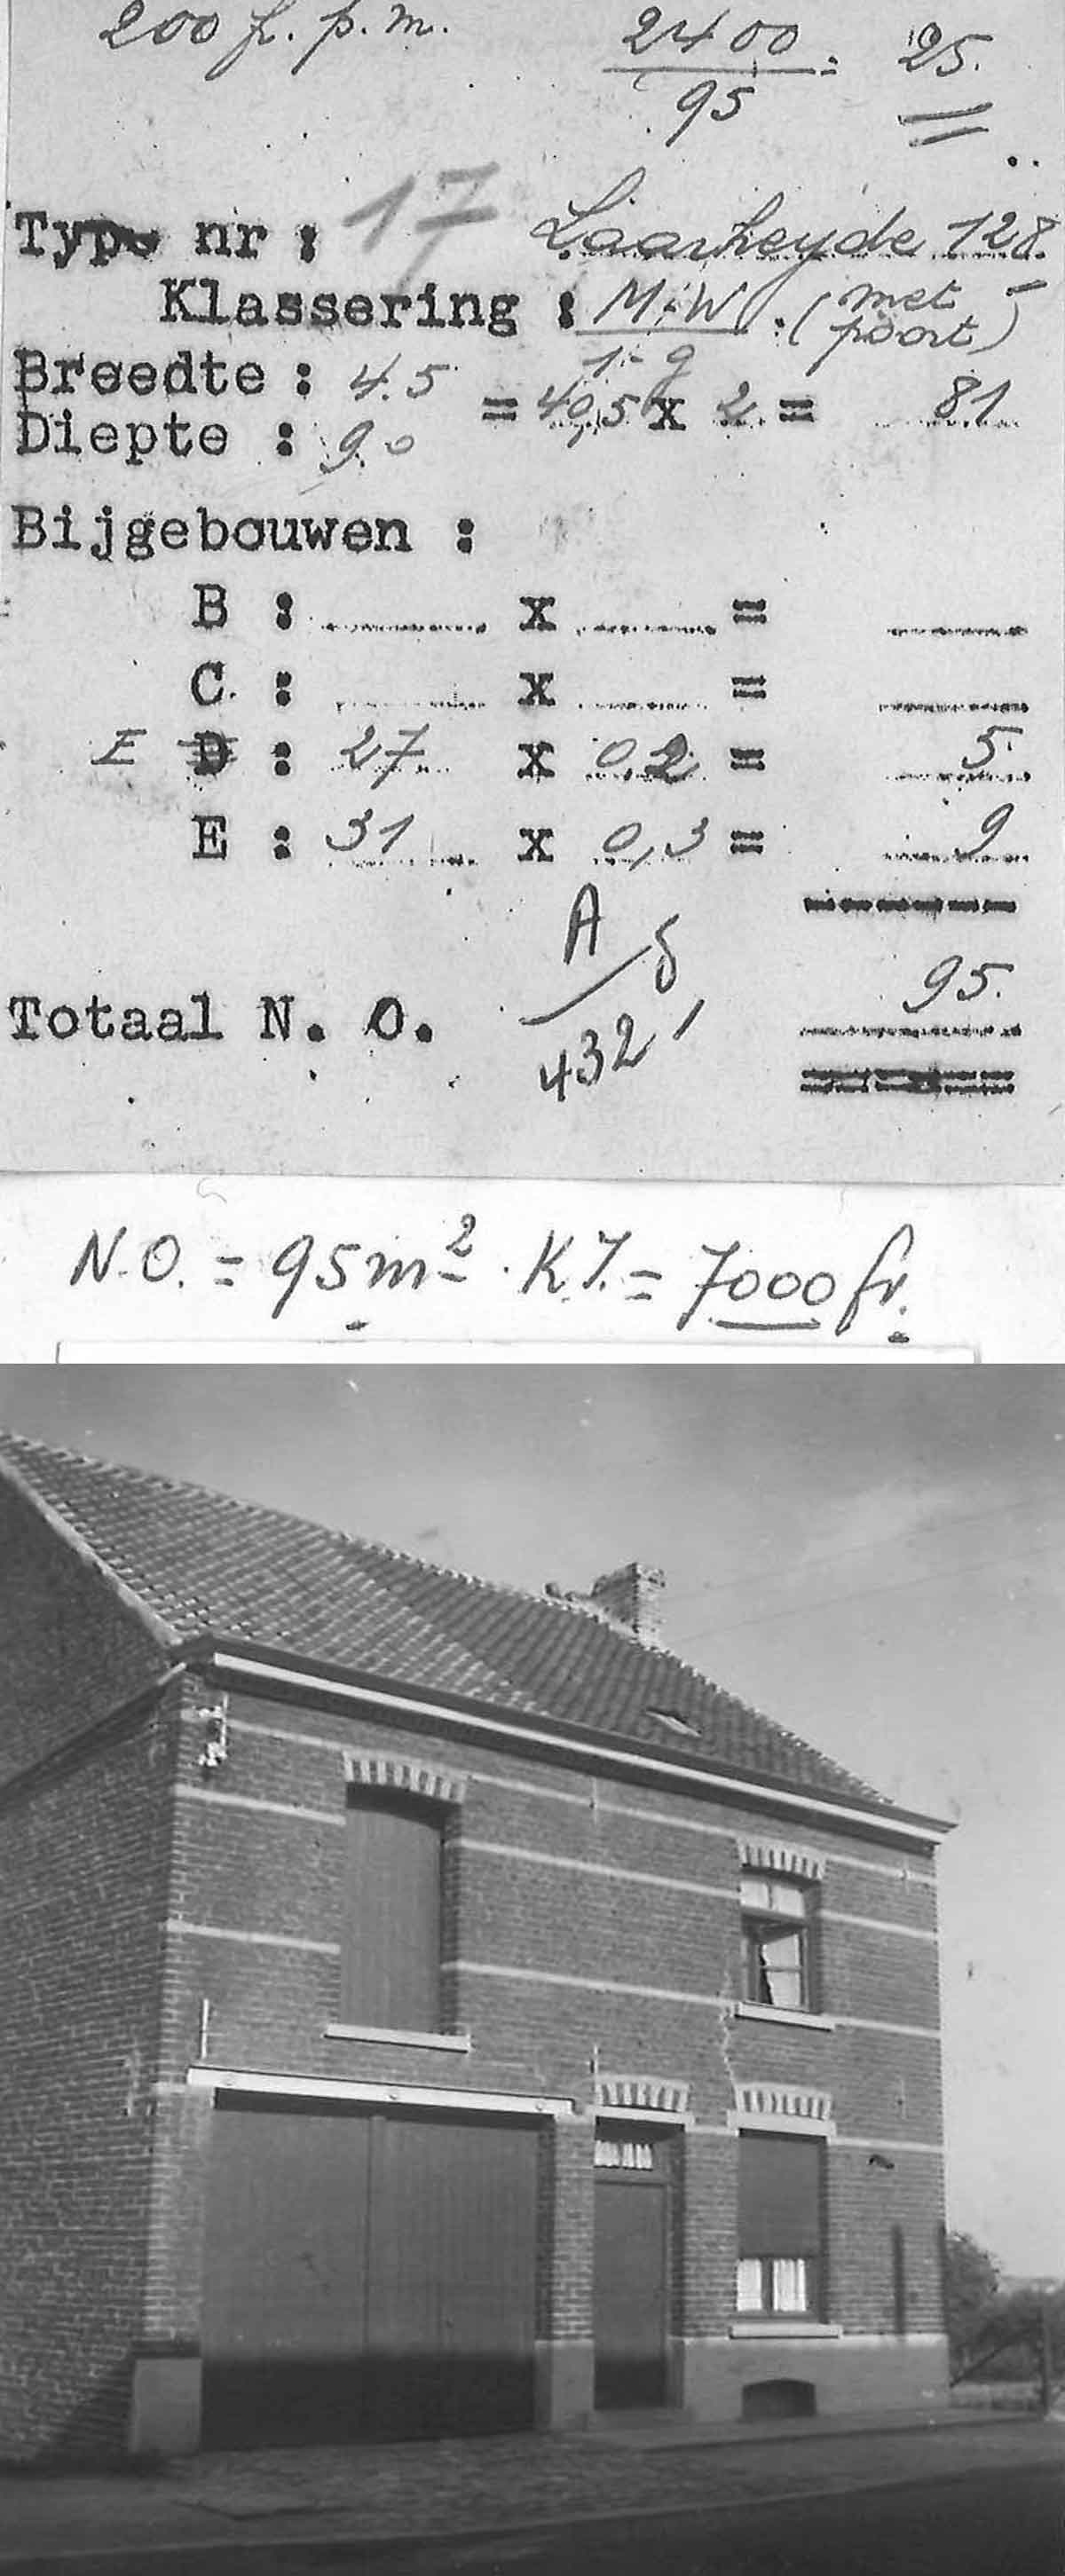 200 f. p. m. 2400 / 95 = 25.
Type nr : 17 Laarheyde 128.
Klassering : M.W. (met poort)
1 - g
Breedte : 4.5 = 40,5 x 2 = 81
Diepte : 9.0
Bijgebouwen :
B : x =
C : x =
E D : 27 x 0,2 = 5
E : 31 x 0,3 = 9
A 8
Totaal N. O. 95.
432
N.O. = 95 m² . K.I. = 7000 fr.